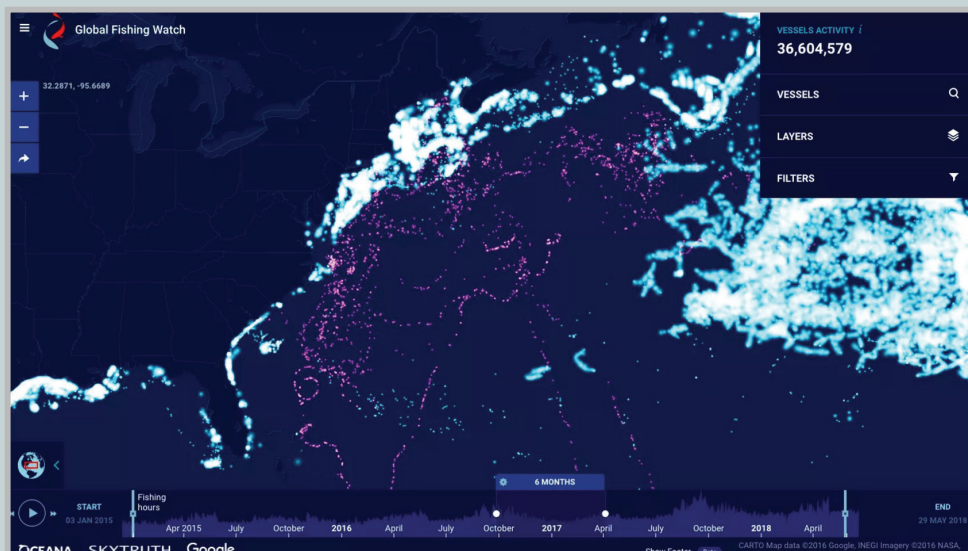 Global Fishing Watch
32.2871, -95.6689
VESSELS ACTIVITY i
36,604,579
VESSELS
LAYERS
FILTERS
6 MONTHS
START
03 JAN 2015
Fishing
hours
Apr 2015 July October 2016 April July October 2017 April July October 2018 April
END
29 MAY 2018
OCEANA SKYTRUTH Google
Show Footer
CARTO Map data ©2016 Google, INEGI Imagery ©2016 NASA,